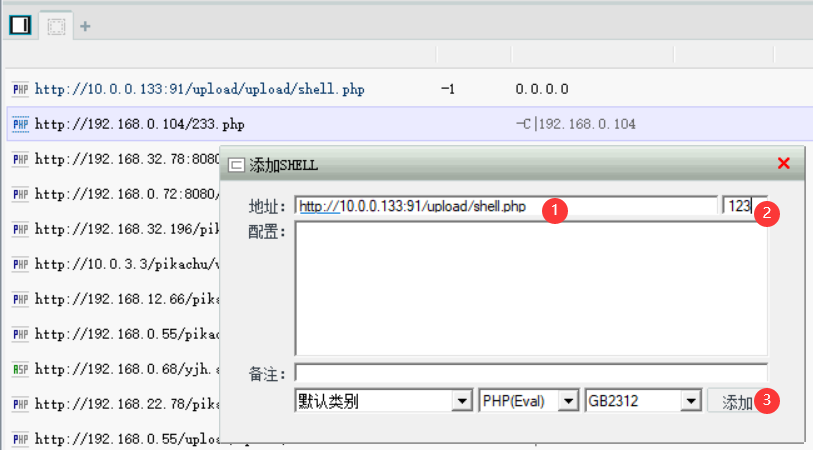 +
PHP http://10.0.0.133:91/upload/upload/shell.php -1 0.0.0.0
PHP http://192.168.0.104/233.php -C|192.168.0.104
PHP http://192.168.32.78:8080
添加SHELL
PHP http://192.168.0.72:8080/
地址: http://10.0.0.133:91/upload/shell.php 1 123 2
PHP http://192.168.32.196/pik
配置:
PHP http://10.0.3.3/pikachu/v
PHP http://192.168.12.66/pika
PHP http://192.168.0.55/pikac
ASP http://192.168.0.68/yjh.
备注:
PHP http://192.168.22.78/pika
默认类别 PHP(Eval) GB2312 添加 3
PHP http://192.168.0.55/uploa